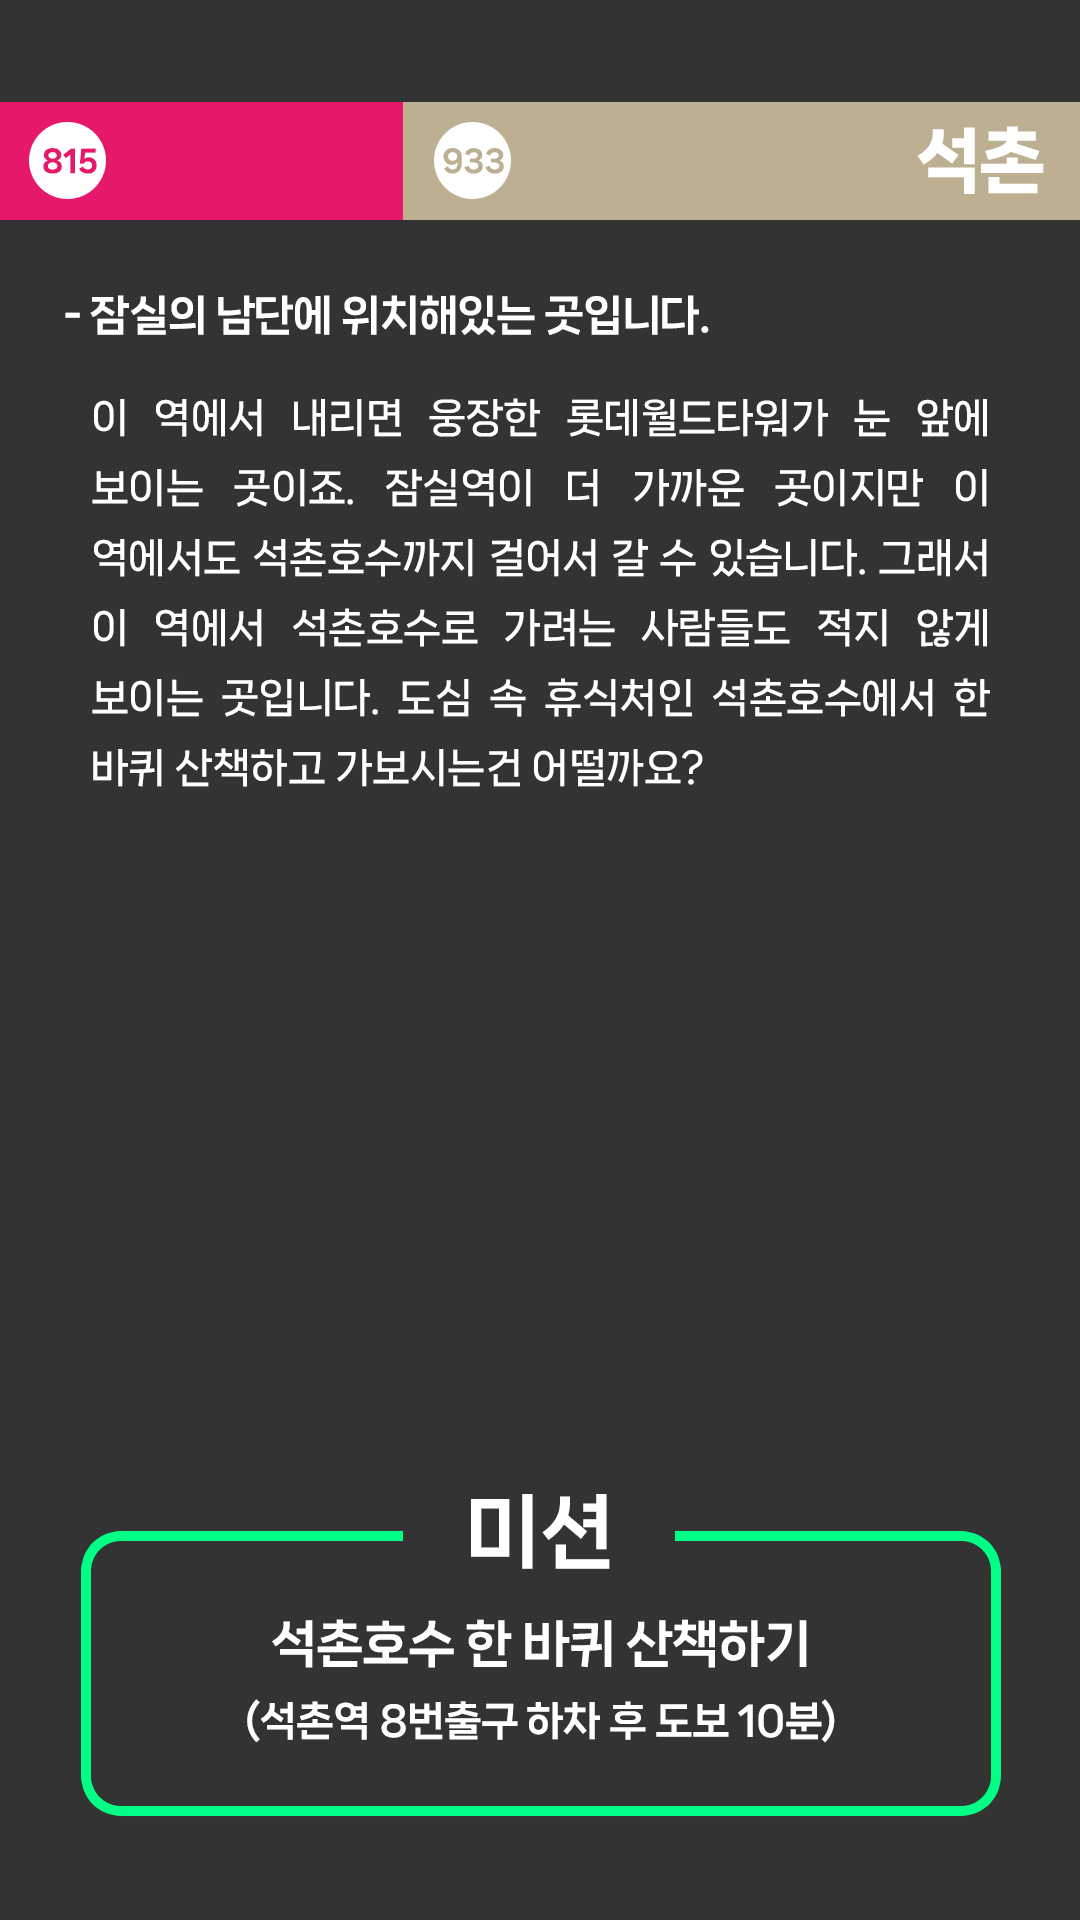 815
933
석촌
- 잠실의 남단에 위치해있는 곳입니다.
이 역에서 내리면 웅장한 롯데월드타워가 눈 앞에
보이는 곳이죠. 잠실역이 더 가까운 곳이지만 이
역에서도 석촌호수까지 걸어서 갈 수 있습니다. 그래서
이 역에서 석촌호수로 가려는 사람들도 적지 않게
보이는 곳입니다. 도심 속 휴식처인 석촌호수에서 한
바퀴 산책하고 가보시는건 어떨까요?
미션
석촌호수 한 바퀴 산책하기
(석촌역 8번출구 하차 후 도보 10분)